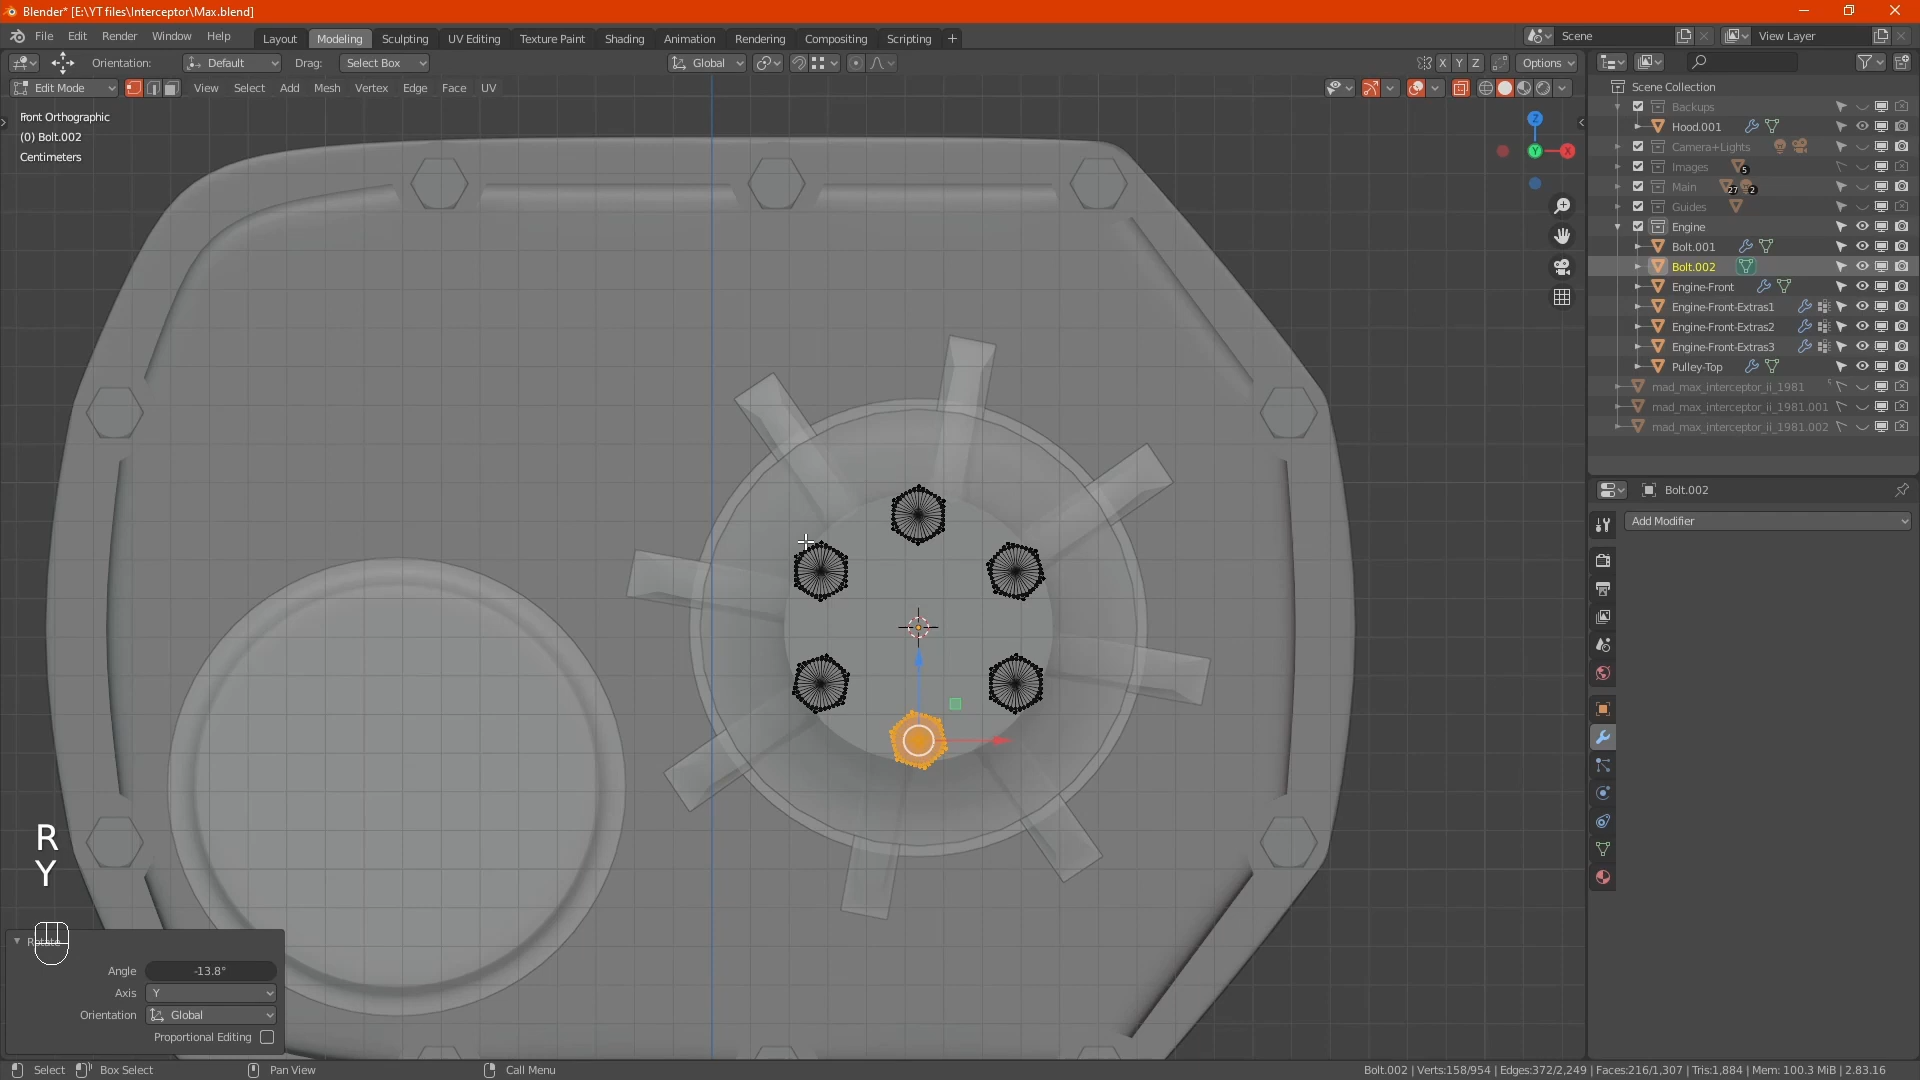 Blender* [E:\YT files\Interceptor\Max.blend]
File Edit Render Window Help Layout Modeling Sculpting UV Editing Texture Paint Shading Animation Rendering Compositing Scripting + Scene View Layer
Orientation: Default Drag: Select Box Global X Y Z Options
Edit Mode View Select Add Mesh Vertex Edge Face UV
Front Orthographic
(0) Bolt.002
Centimeters
Z
Y
X
Scene Collection
Backups
Hood.001
Camera+Lights
Images 5
Main 27 2
Guides
Engine
Bolt.001
Bolt.002
Engine-Front
Engine-Front-Extras1
Engine-Front-Extras2
Engine-Front-Extras3
Pulley-Top
mad_max_interceptor_ii_1981
mad_max_interceptor_ii_1981.001
mad_max_interceptor_ii_1981.002
Bolt.002
Add Modifier
R
Y
Rotate
Angle -13.8°
Axis Y
Orientation Global
Proportional Editing
Select Box Select Pan View Call Menu
Bolt.002 | Verts:158/954 | Edges:372/2,249 | Faces:216/1,307 | Tris:1,884 | Mem: 100.3 MiB | 2.83.16